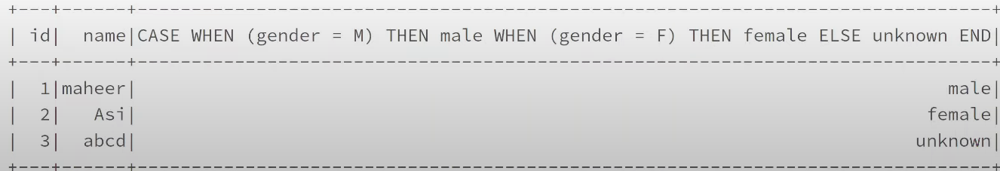 +---+------+-------------------------------------------------------------------------------+
| id|  name|CASE WHEN (gender = M) THEN male WHEN (gender = F) THEN female ELSE unknown END|
+---+------+-------------------------------------------------------------------------------+
|  1|maheer|                                                                           male|
|  2|   Asi|                                                                         female|
|  3|  abcd|                                                                        unknown|
+---+------+-------------------------------------------------------------------------------+